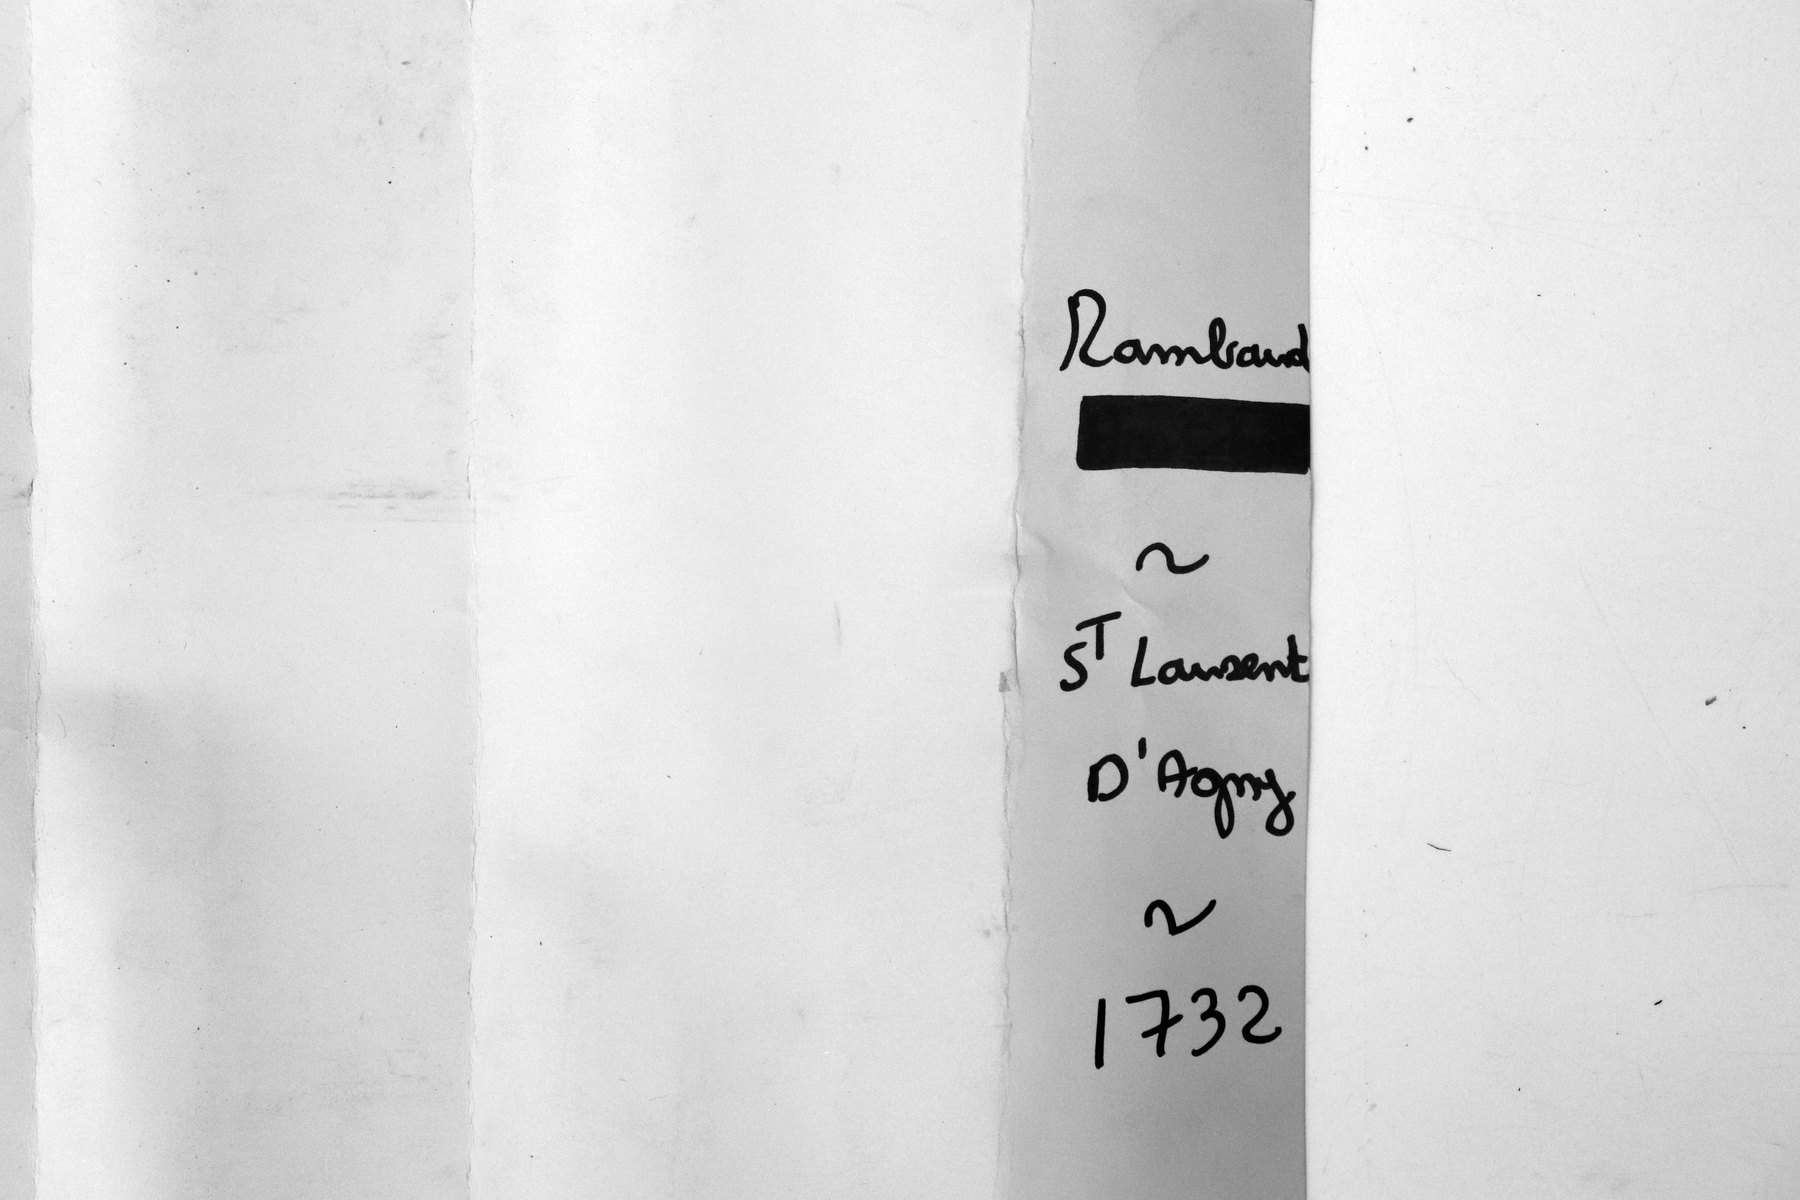 Rambaud
~
ST Laurent
D'Agny
~
1732